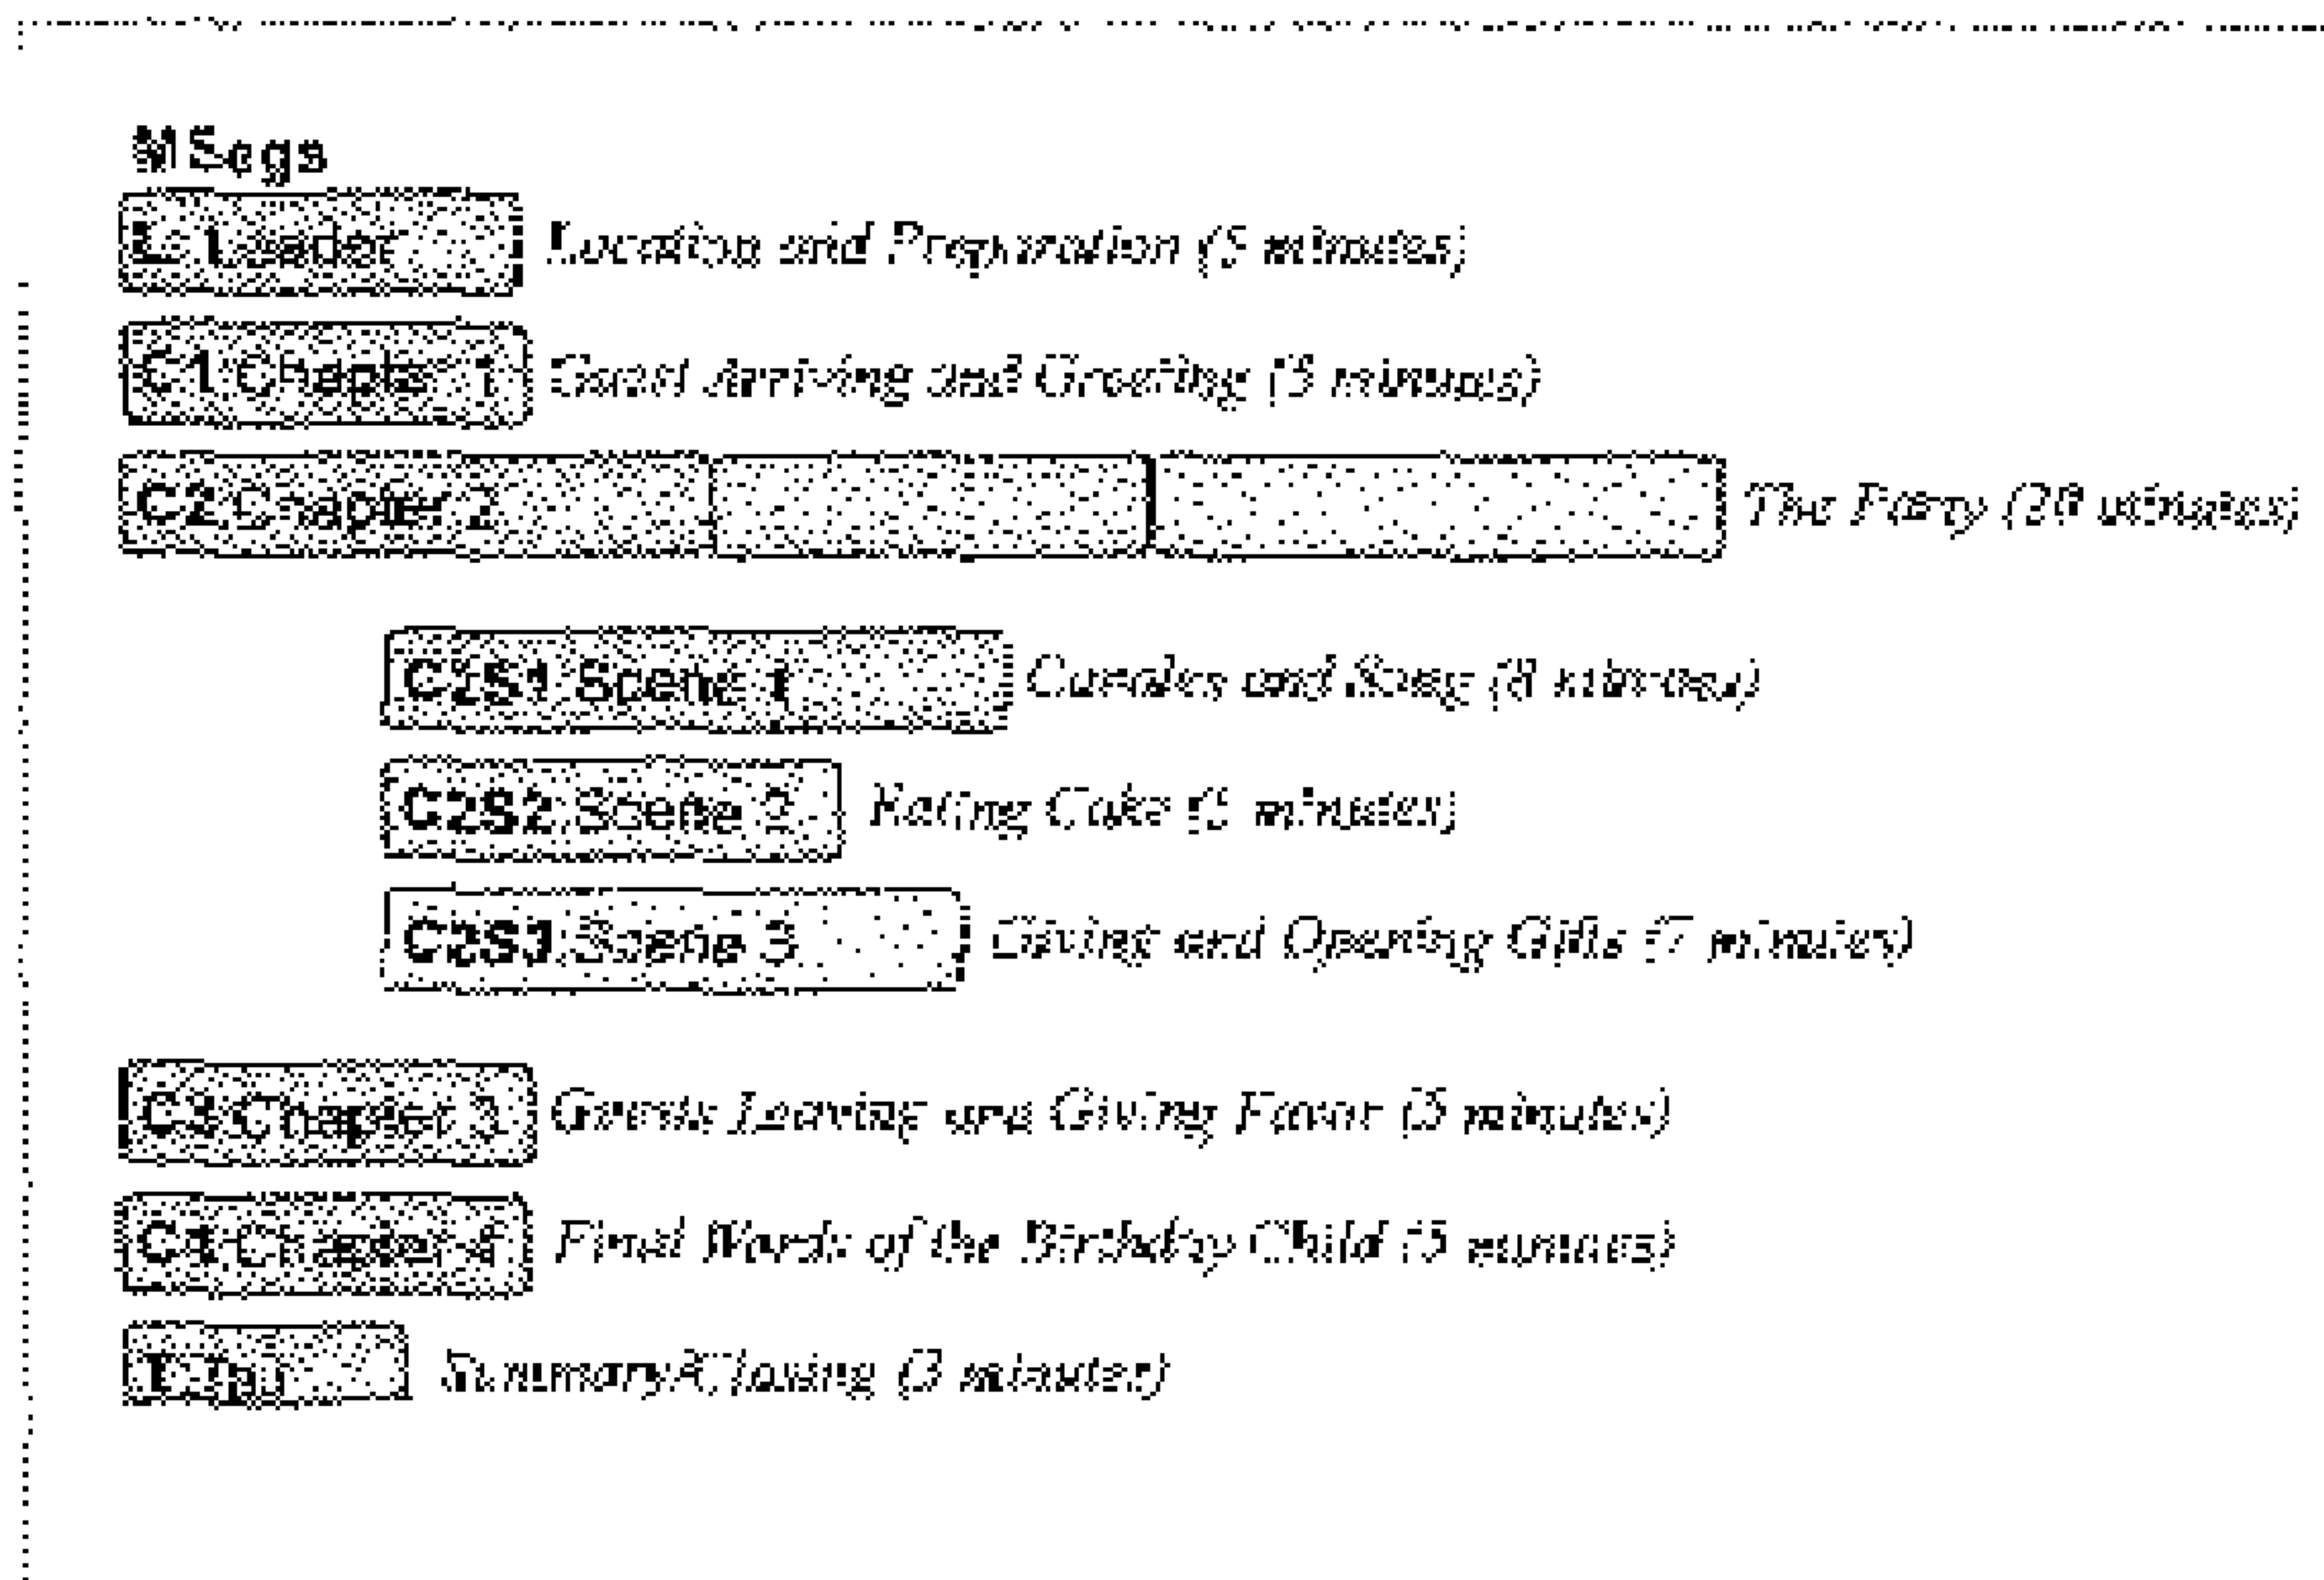 MSegs
L Leader Location and Preparation (5 minutes)
C1 Chapter 1 Guest Arriving and Greeting (5 minutes)
C2 Chapter 2 The Party (20 minutes)
C2S1 Scene 1 Candles and Song (8 minutes)
C2S2 Scene 2 Eating Cake (5 minutes)
C2S3 Scene 3 Giving and Opening Gifts (7 minutes)
C3 Chapter 3 Guests Leaving and Giving Favor (5 minutes)
C4 Chapter 4 Final Words of the Birthday Child (5 minutes)
Summary/Closing (3 minutes)